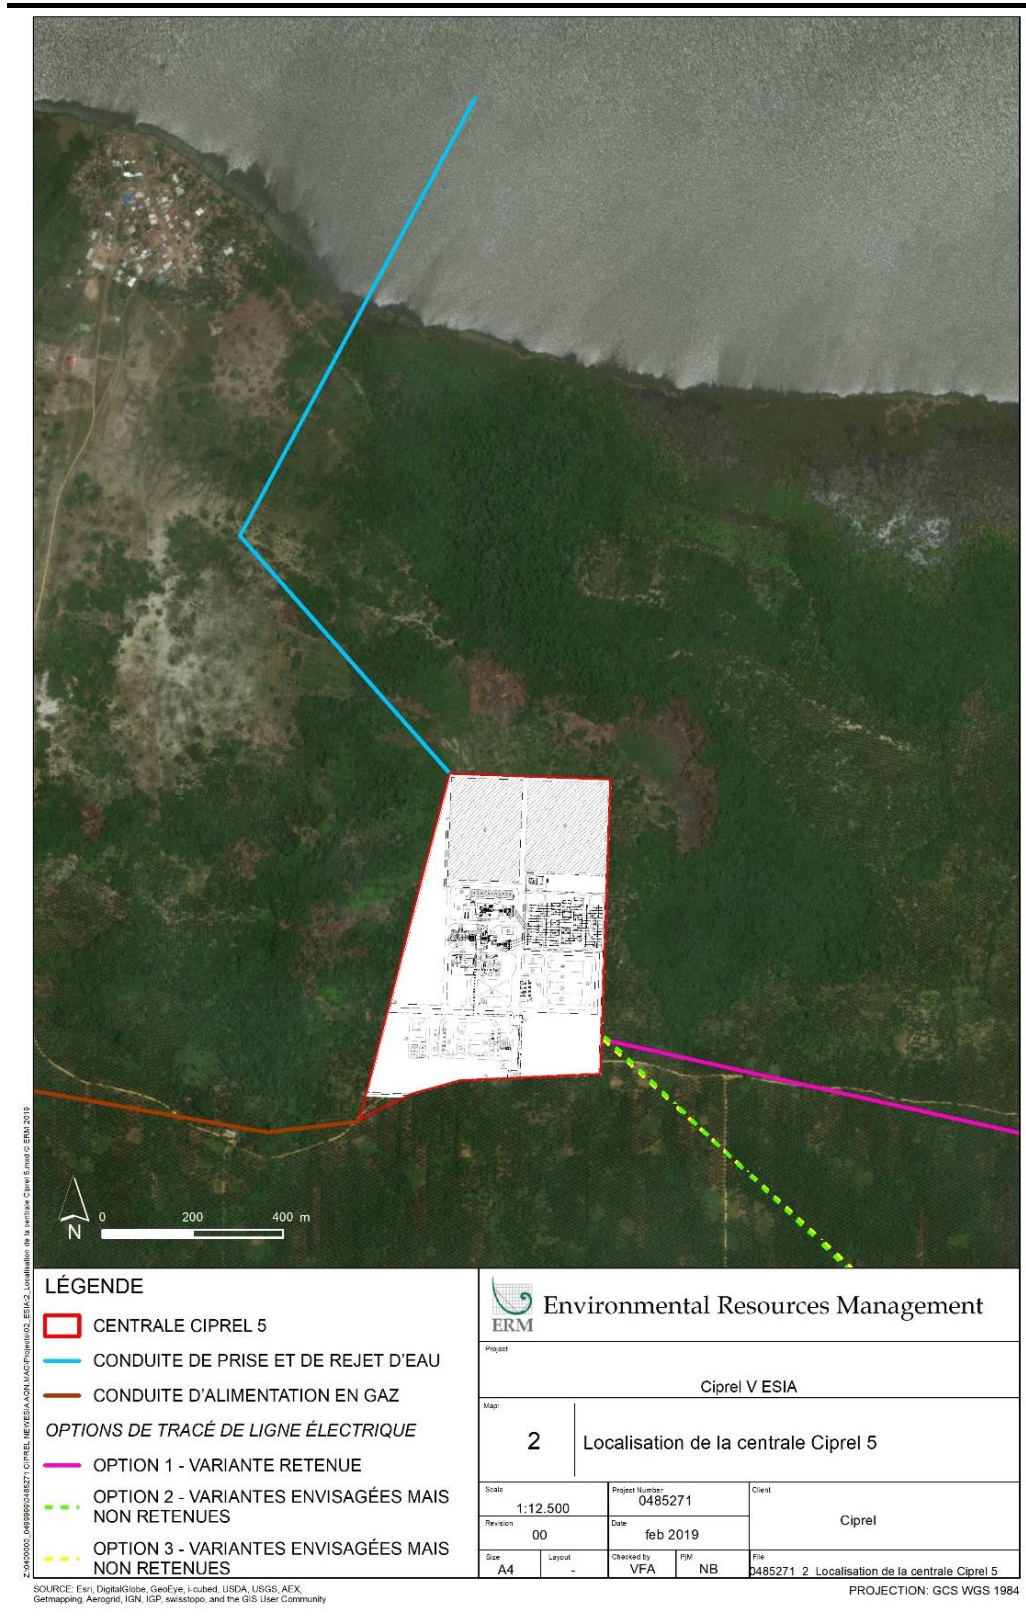 N
0 200 400 m
LÉGENDE
CENTRALE CIPREL 5
CONDUITE DE PRISE ET DE REJET D'EAU
CONDUITE D'ALIMENTATION EN GAZ
OPTIONS DE TRACÉ DE LIGNE ÉLECTRIQUE
OPTION 1 - VARIANTE RETENUE
OPTION 2 - VARIANTES ENVISAGÉES MAIS
NON RETENUES
OPTION 3 - VARIANTES ENVISAGÉES MAIS
NON RETENUES
ERM
Environmental Resources Management
Project
Ciprel V ESIA
Map:
2
Localisation de la centrale Ciprel 5
Scale
1:12.500
Project Number
0485271
Client
Ciprel
Revision
00
Date
feb 2019
Size
A4
Layout
-
Checked by
VFA
PjM
NB
File
0485271_2_Localisation de la centrale Ciprel 5
SOURCE: Esri, DigitalGlobe, GeoEye, i-cubed, USDA, USGS, AEX,
Getmapping, Aerogrid, IGN, IGP, swisstopo, and the GIS User Community
PROJECTION: GCS WGS 1984